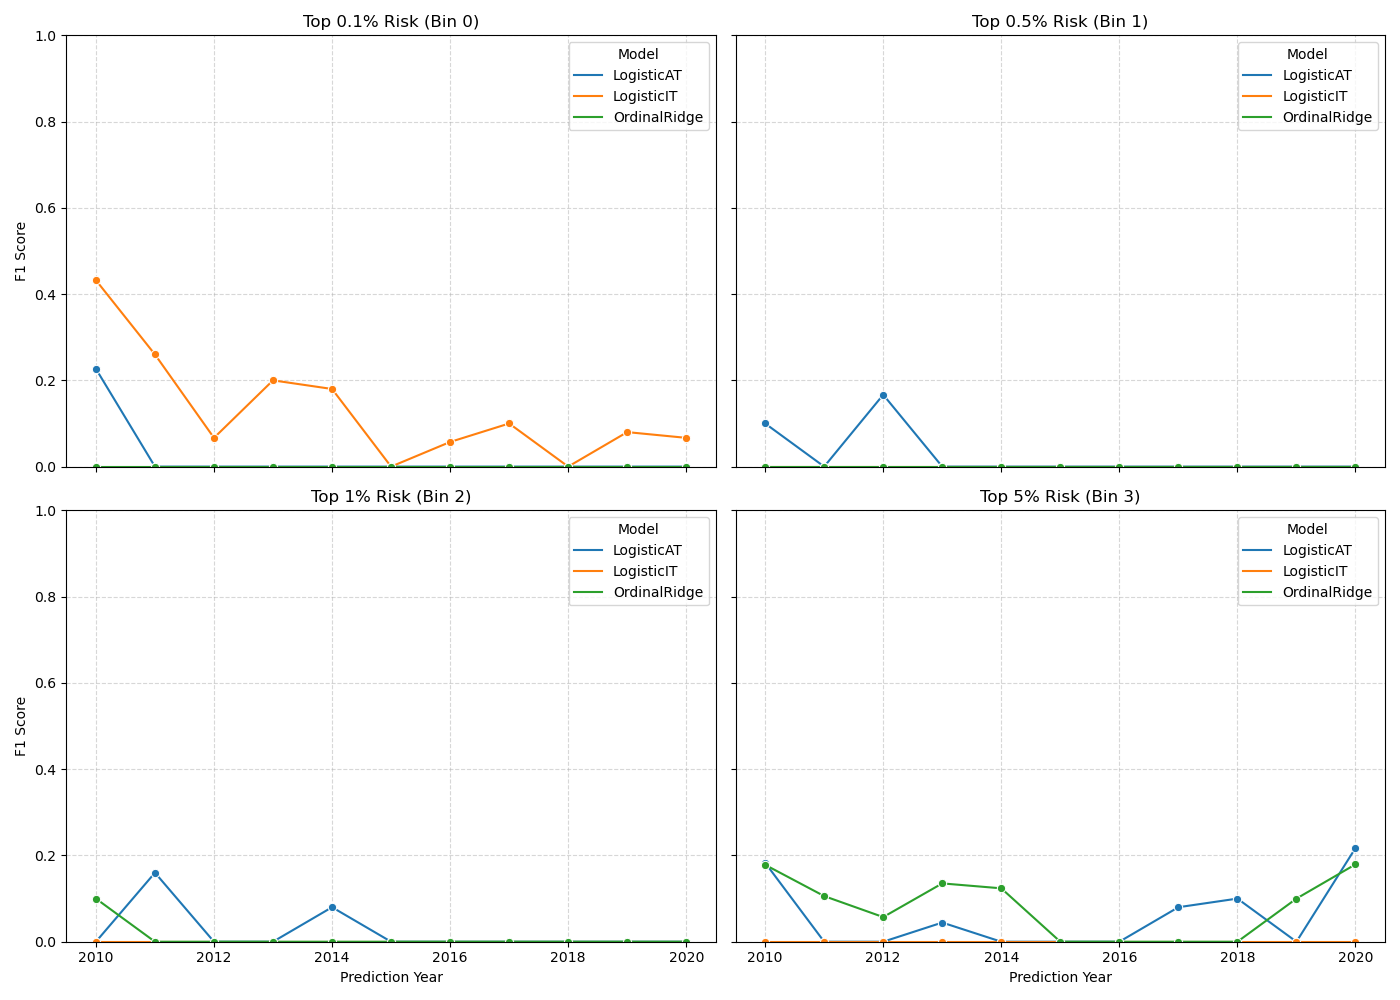 Top 0.1% Risk (Bin 0)
1.0
0.8
0.6
0.4
0.2
0.0
F1 Score
Model
LogisticAT
LogisticIT
OrdinalRidge
Top 0.5% Risk (Bin 1)
Model
LogisticAT
LogisticIT
OrdinalRidge
Top 1% Risk (Bin 2)
1.0
0.8
0.6
0.4
0.2
0.0
F1 Score
Model
LogisticAT
LogisticIT
OrdinalRidge
2010 2012 2014 2016 2018 2020
Prediction Year
Top 5% Risk (Bin 3)
Model
LogisticAT
LogisticIT
OrdinalRidge
2010 2012 2014 2016 2018 2020
Prediction Year